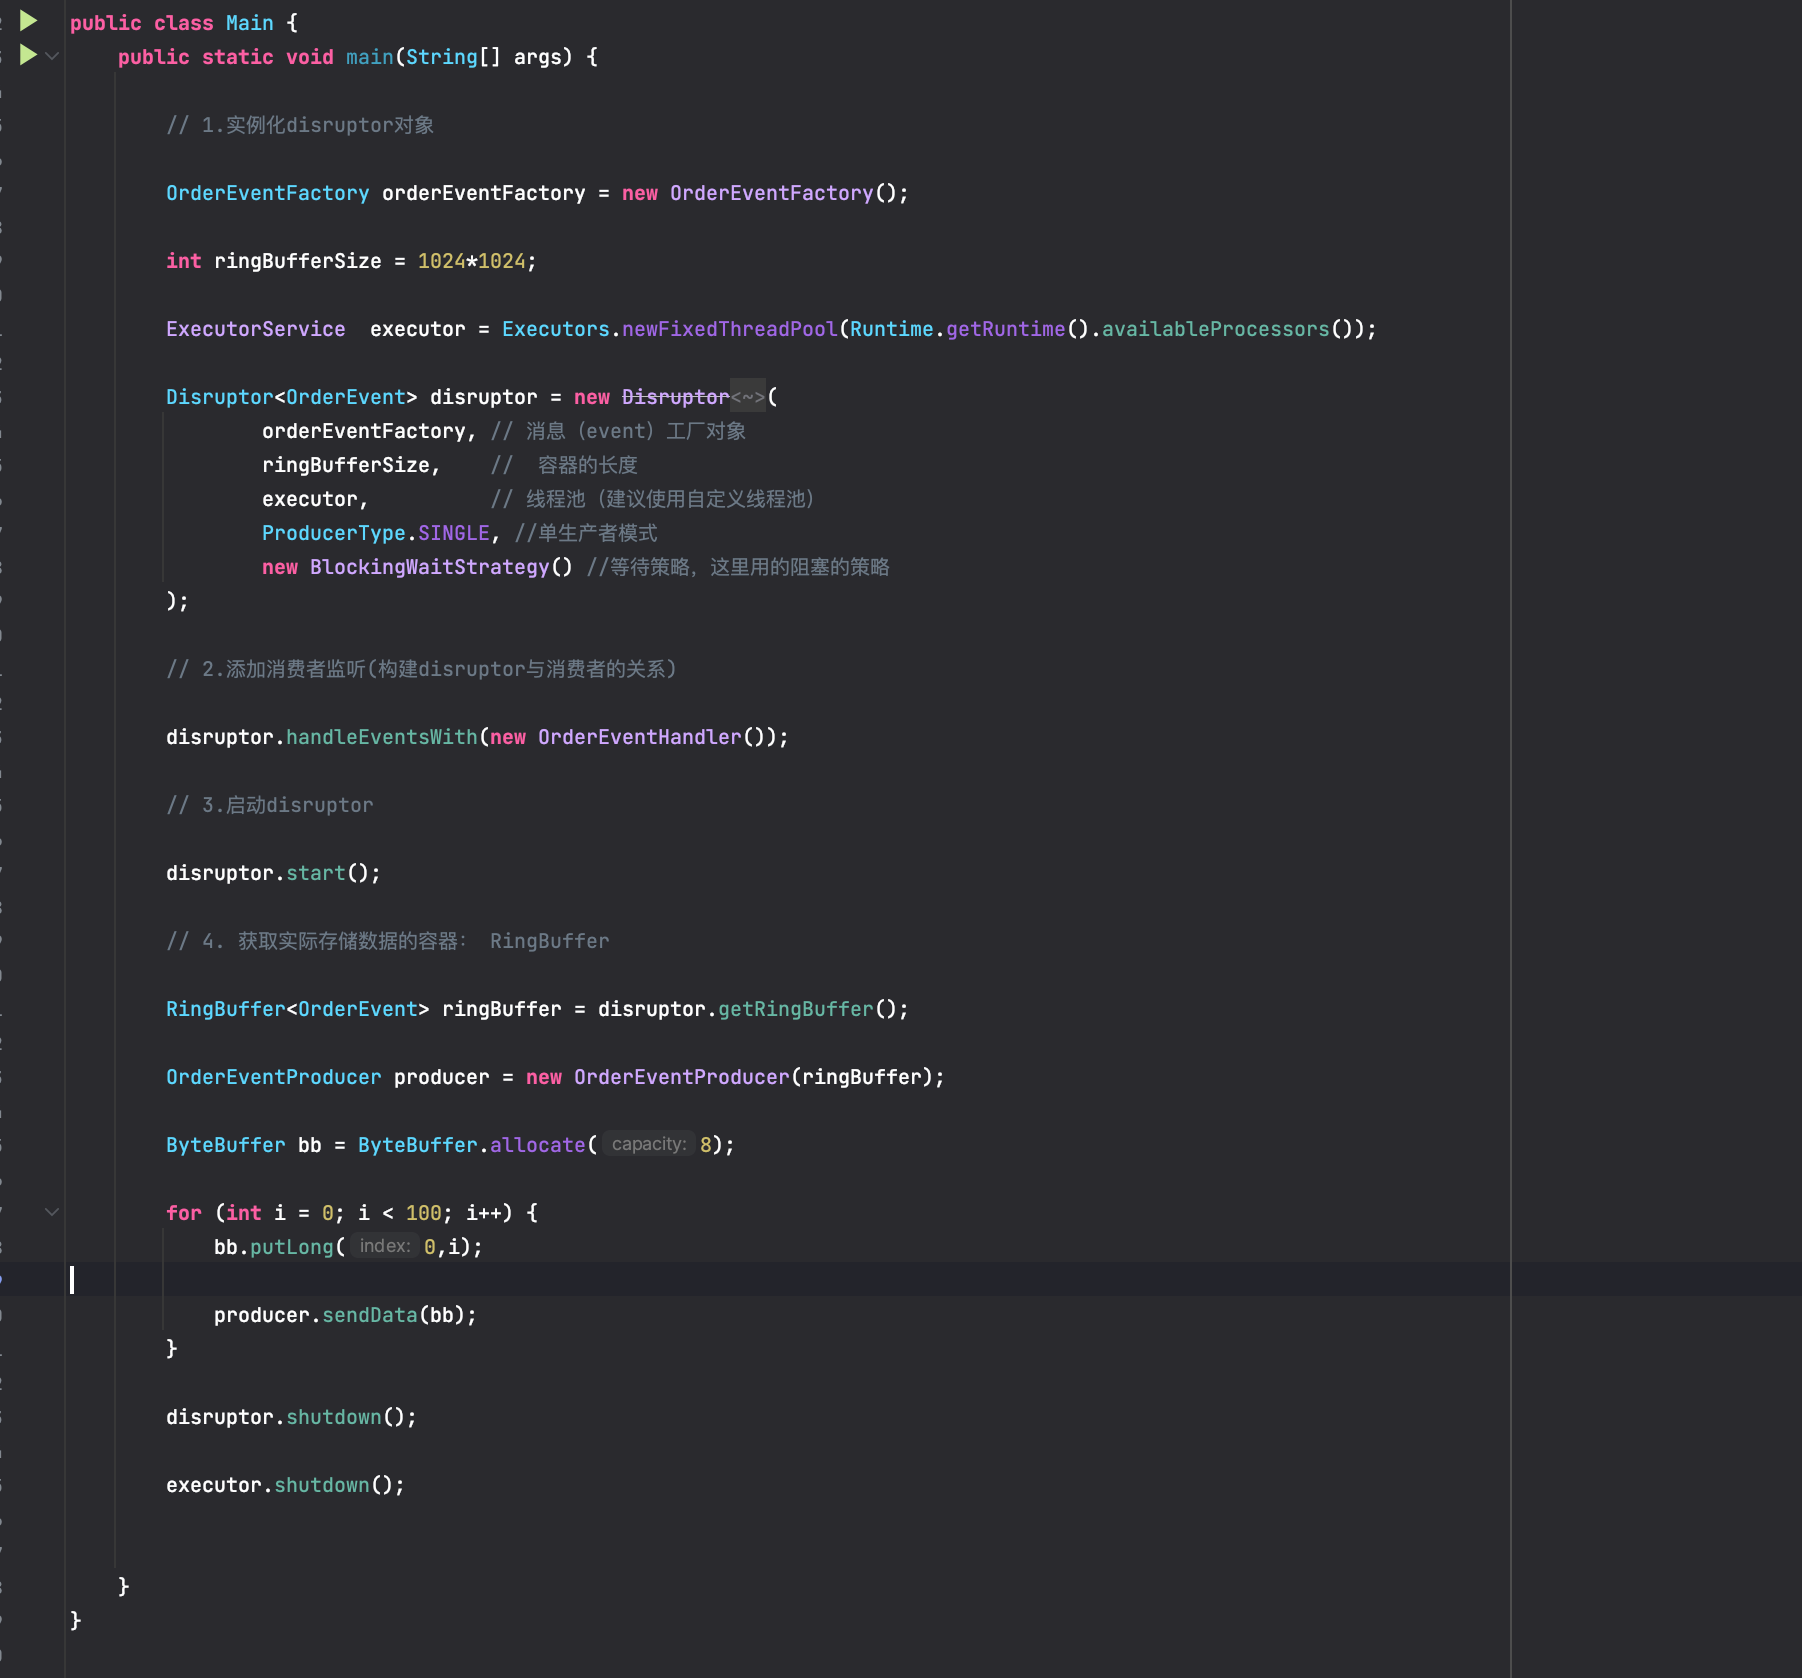 public class Main {
public static void main(String[] args) {
// 1.实例化disruptor对象
OrderEventFactory orderEventFactory = new OrderEventFactory();
int ringBufferSize = 1024*1024;
ExecutorService  executor = Executors.newFixedThreadPool(Runtime.getRuntime().availableProcessors());
Disruptor<OrderEvent> disruptor = new Disruptor<~>(
orderEventFactory, // 消息（event）工厂对象
ringBufferSize,    //  容器的长度
executor,          // 线程池（建议使用自定义线程池）
ProducerType.SINGLE, //单生产者模式
new BlockingWaitStrategy() //等待策略，这里用的阻塞的策略
);
// 2.添加消费者监听(构建disruptor与消费者的关系)
disruptor.handleEventsWith(new OrderEventHandler());
// 3.启动disruptor
disruptor.start();
// 4. 获取实际存储数据的容器： RingBuffer
RingBuffer<OrderEvent> ringBuffer = disruptor.getRingBuffer();
OrderEventProducer producer = new OrderEventProducer(ringBuffer);
ByteBuffer bb = ByteBuffer.allocate( capacity: 8);
for (int i = 0; i < 100; i++) {
bb.putLong( index: 0,i);
producer.sendData(bb);
}
disruptor.shutdown();
executor.shutdown();
}
}